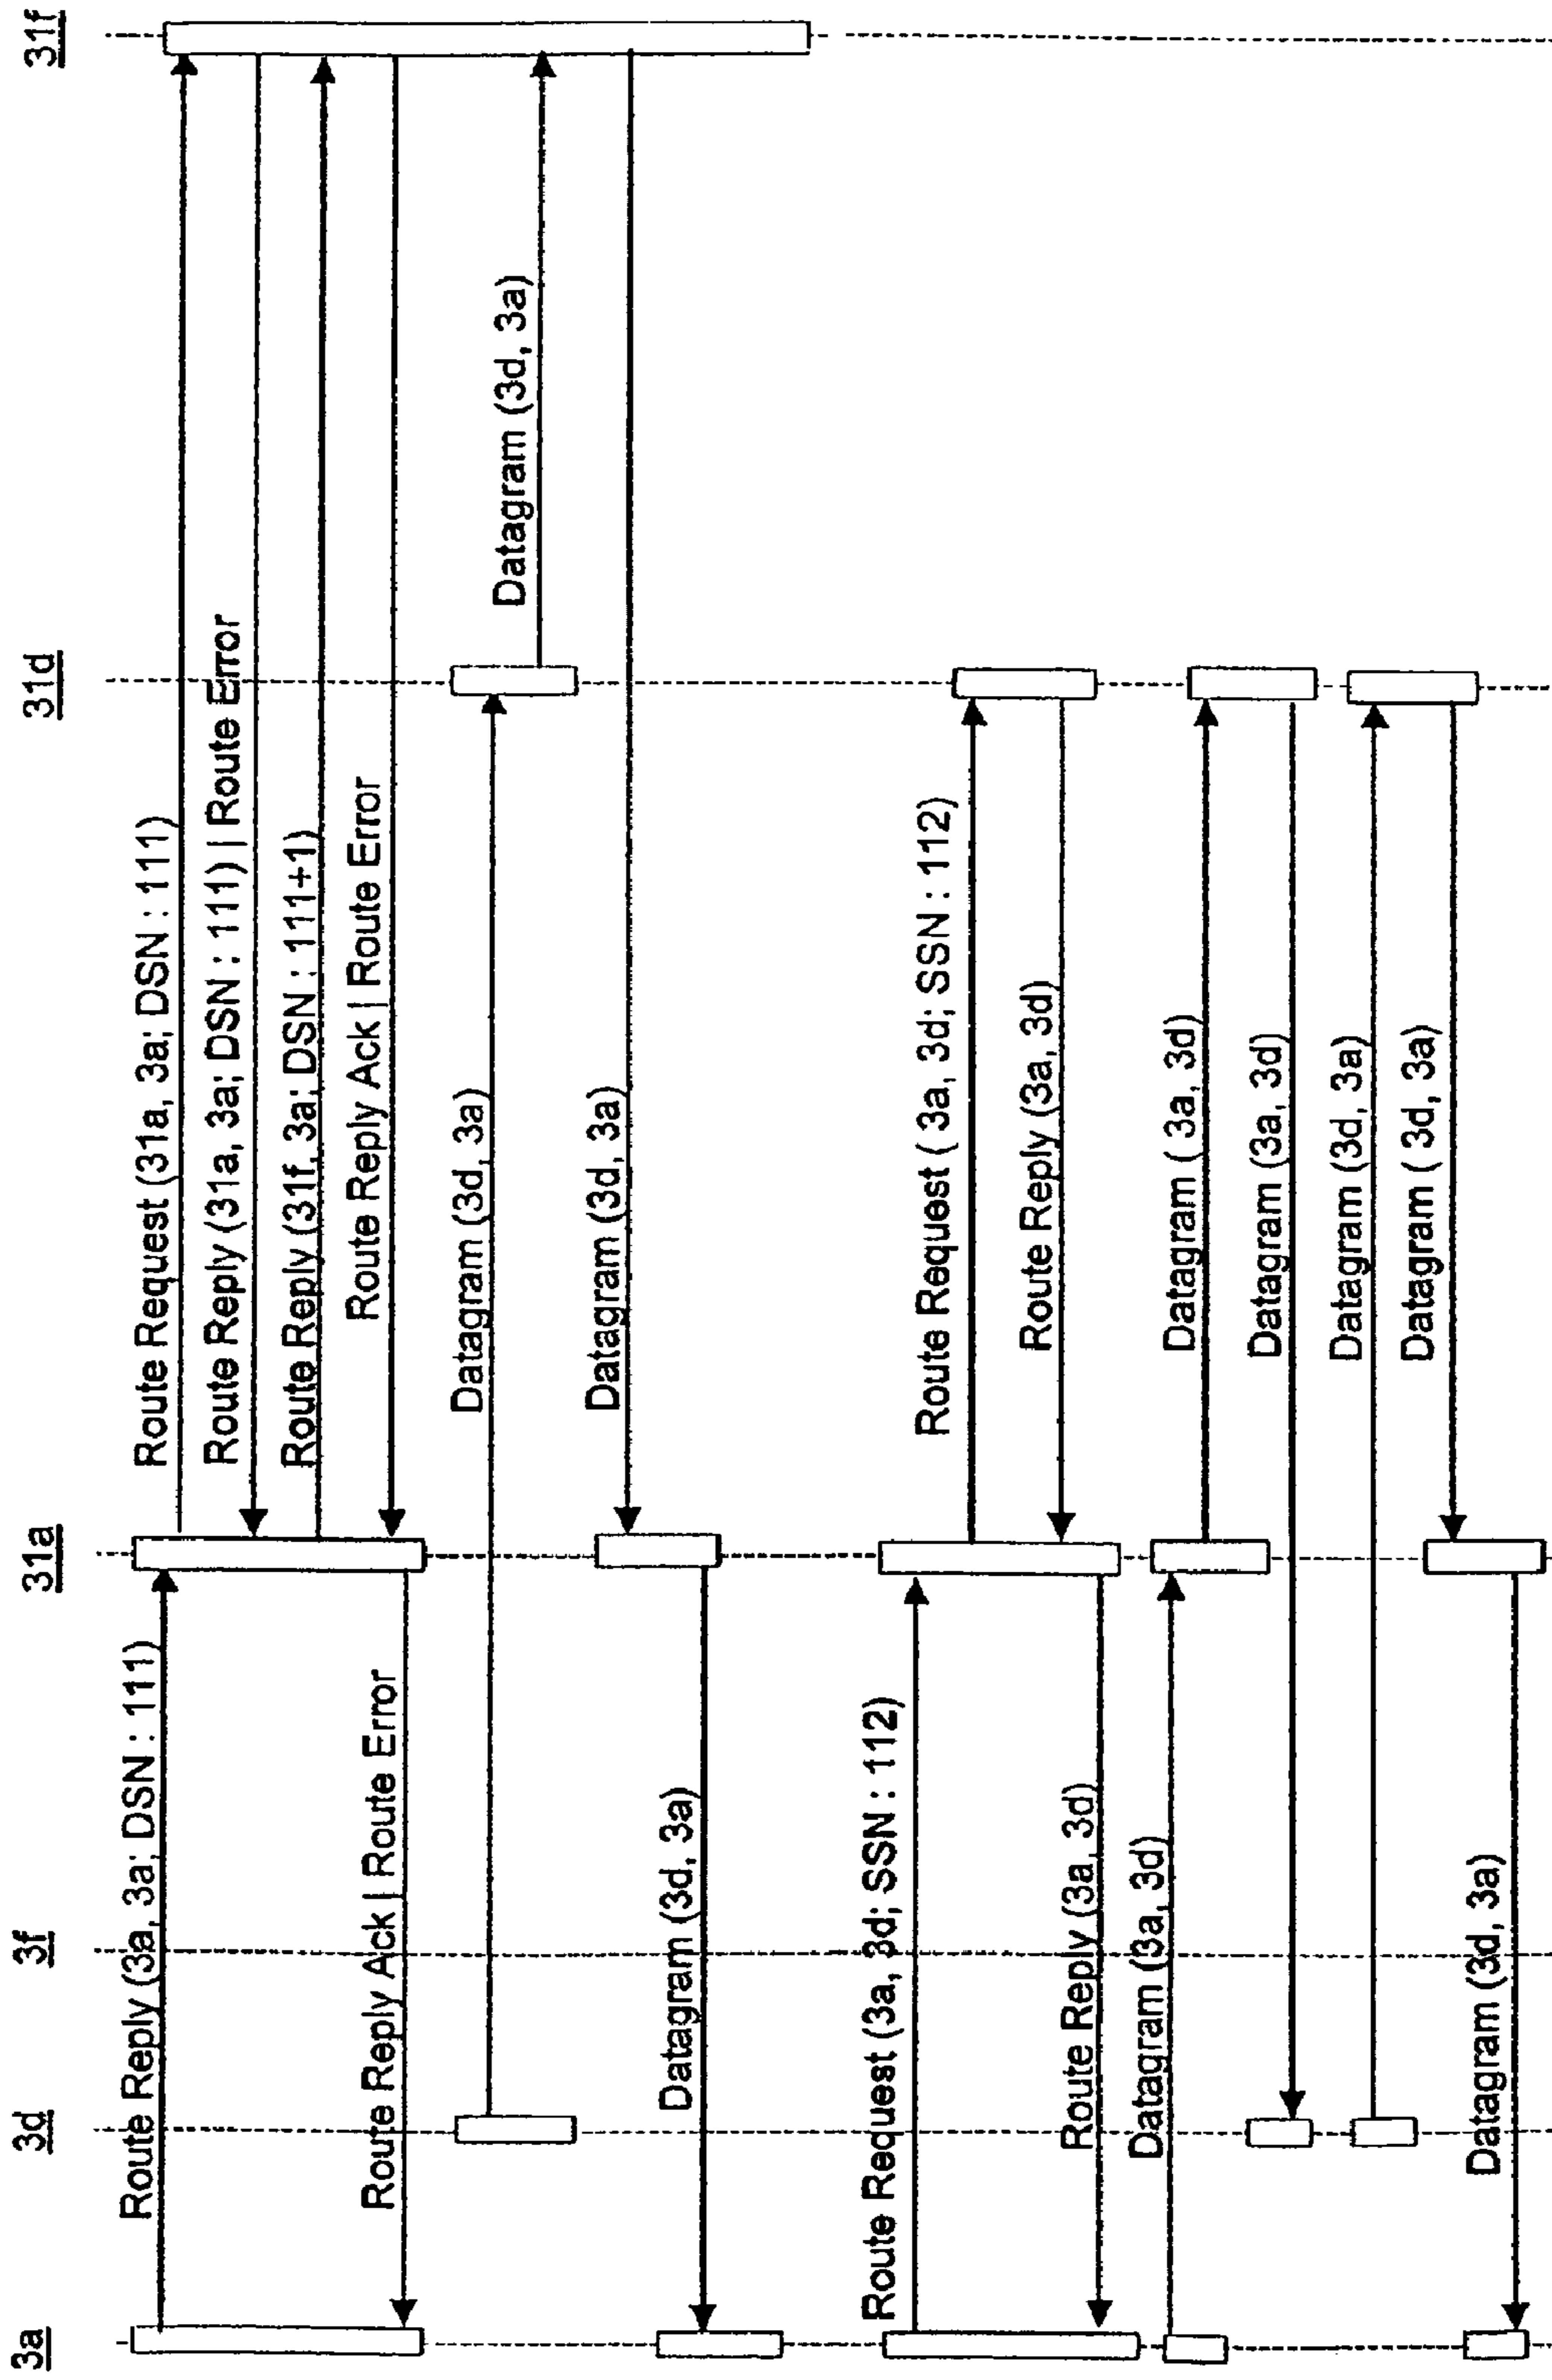 3a
3d
3f
31a
31d
31f
Route Reply (3a, 3a; DSN : 111)
Route Request (31a, 3a; DSN : 111)
Route Reply (31a, 3a; DSN : 111) | Route Error
Route Reply (31f, 3a; DSN : 111+1)
Route Reply Ack | Route Error
Route Reply Ack | Route Error
Datagram (3d, 3a)
Datagram (3d, 3a)
Datagram (3d, 3a)
Datagram (3d, 3a)
Route Request (3a, 3d; SSN : 112)
Route Request ( 3a, 3d; SSN : 112)
Route Reply (3a, 3d)
Route Reply (3a, 3d)
Datagram (3a, 3d)
Datagram ( 3a, 3d)
Datagram (3a, 3d)
Datagram (3d, 3a)
Datagram ( 3d, 3a)
Datagram (3d, 3a)